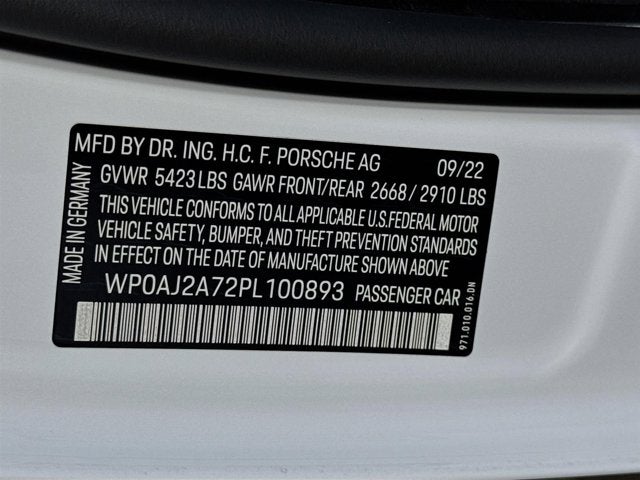 MFD BY DR. ING. H.C. F. PORSCHE AG 09/22
GVWR 5423 LBS GAWR FRONT/REAR 2668/2910 LBS
THIS VEHICLE CONFORMS TO ALL APPLICABLE U.S.FEDERAL MOTOR
VEHICLE SAFETY, BUMPER, AND THEFT PREVENTION STANDARDS
IN EFFECT ON THE DATE OF MANUFACTURE SHOWN ABOVE
WP0AJ2A72PL100893 PASSENGER CAR
MADE IN GERMANY
971.010.016.DN